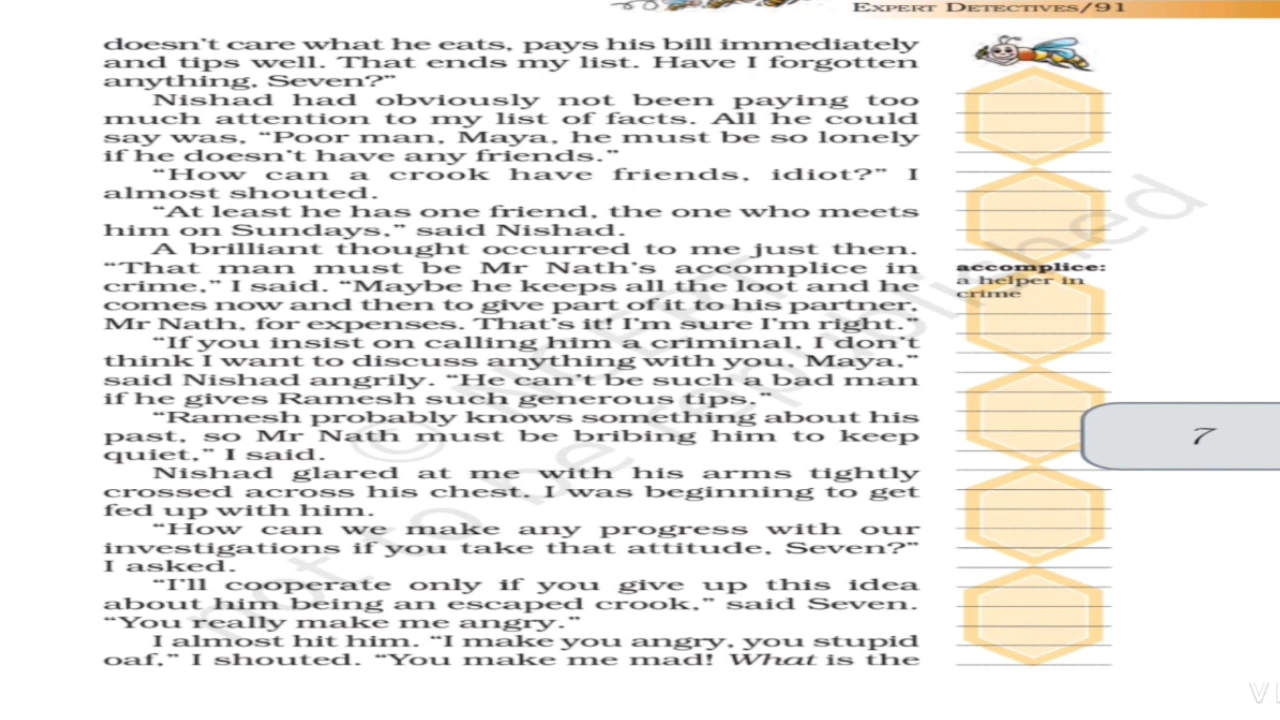 EXPERT DETECTIVES/91
doesn't care what he eats, pays his bill immediately
and tips well. That ends my list. Have I forgotten
anything, Seven?"
Nishad had obviously not been paying too
much attention to my list of facts. All he could
say was, "Poor man, Maya, he must be so lonely
if he doesn't have any friends."
"How can a crook have friends, idiot?" I
almost shouted.
"At least he has one friend, the one who meets
him on Sundays," said Nishad.
A brilliant thought occurred to me just then.
"That man must be Mr Nath's accomplice in
crime," I said. "Maybe he keeps all the loot and he
comes now and then to give part of it to his partner,
Mr Nath, for expenses. That's it! I'm sure I'm right."
"If you insist on calling him a criminal, I don't
think I want to discuss anything with you, Maya,"
said Nishad angrily. "He can't be such a bad man
if he gives Ramesh such generous tips."
"Ramesh probably knows something about his
past, so Mr Nath must be bribing him to keep
quiet," I said.
Nishad glared at me with his arms tightly
crossed across his chest. I was beginning to get
fed up with him.
"How can we make any progress with our
investigations if you take that attitude, Seven?"
I asked.
"I'll cooperate only if you give up this idea
about him being an escaped crook," said Seven.
"You really make me angry."
I almost hit him. "I make you angry, you stupid
oaf," I shouted. "You make me mad! What is the
accomplice:
a helper in
crime
7
© NCERT
not to be republished